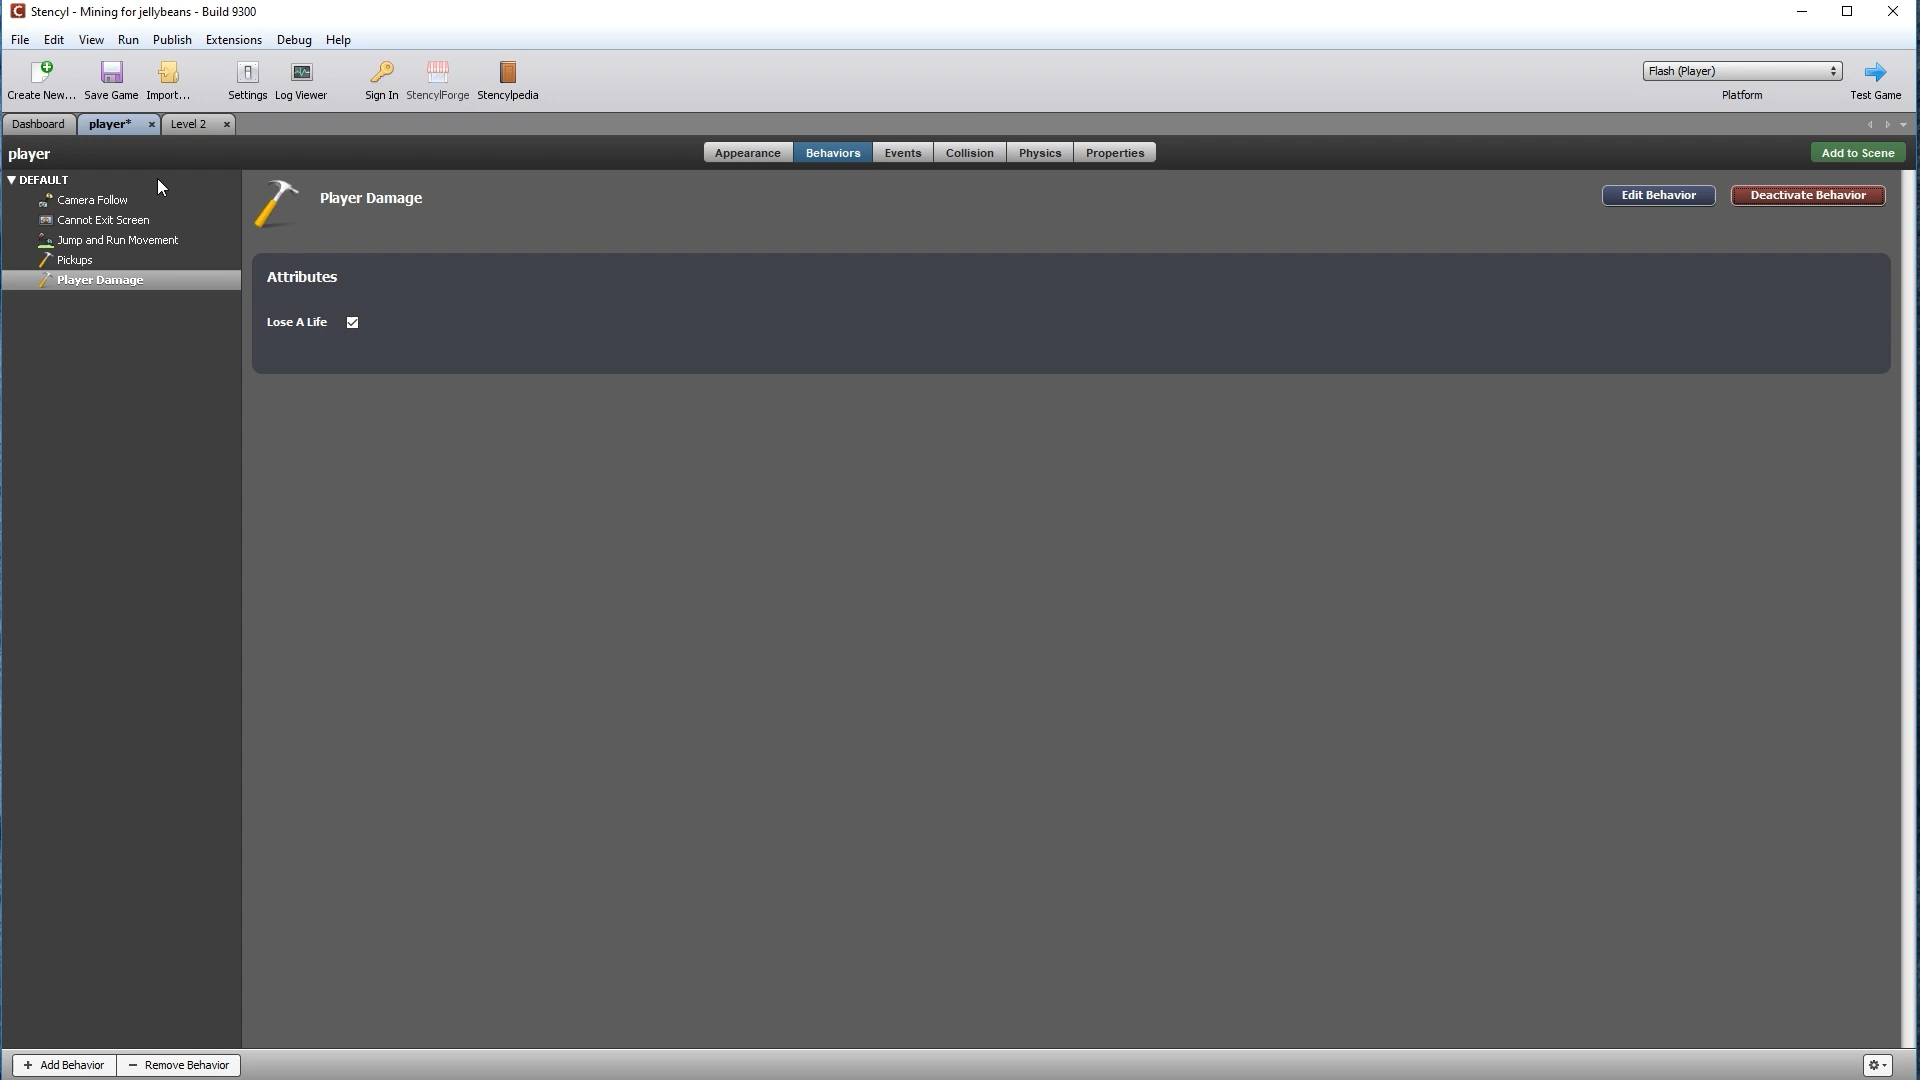 Stencyl - Mining for jellybeans - Build 9300
File Edit View Run Publish Extensions Debug Help
Create New... Save Game Import... Settings Log Viewer Sign In StencylForge Stencylpedia
Flash (Player)
Platform
Test Game
Dashboard player* Level 2
player
Appearance Behaviors Events Collision Physics Properties
Add to Scene
DEFAULT
Camera Follow
Cannot Exit Screen
Jump and Run Movement
Pickups
Player Damage
Player Damage
Edit Behavior Deactivate Behavior
Attributes
Lose A Life
+ Add Behavior - Remove Behavior